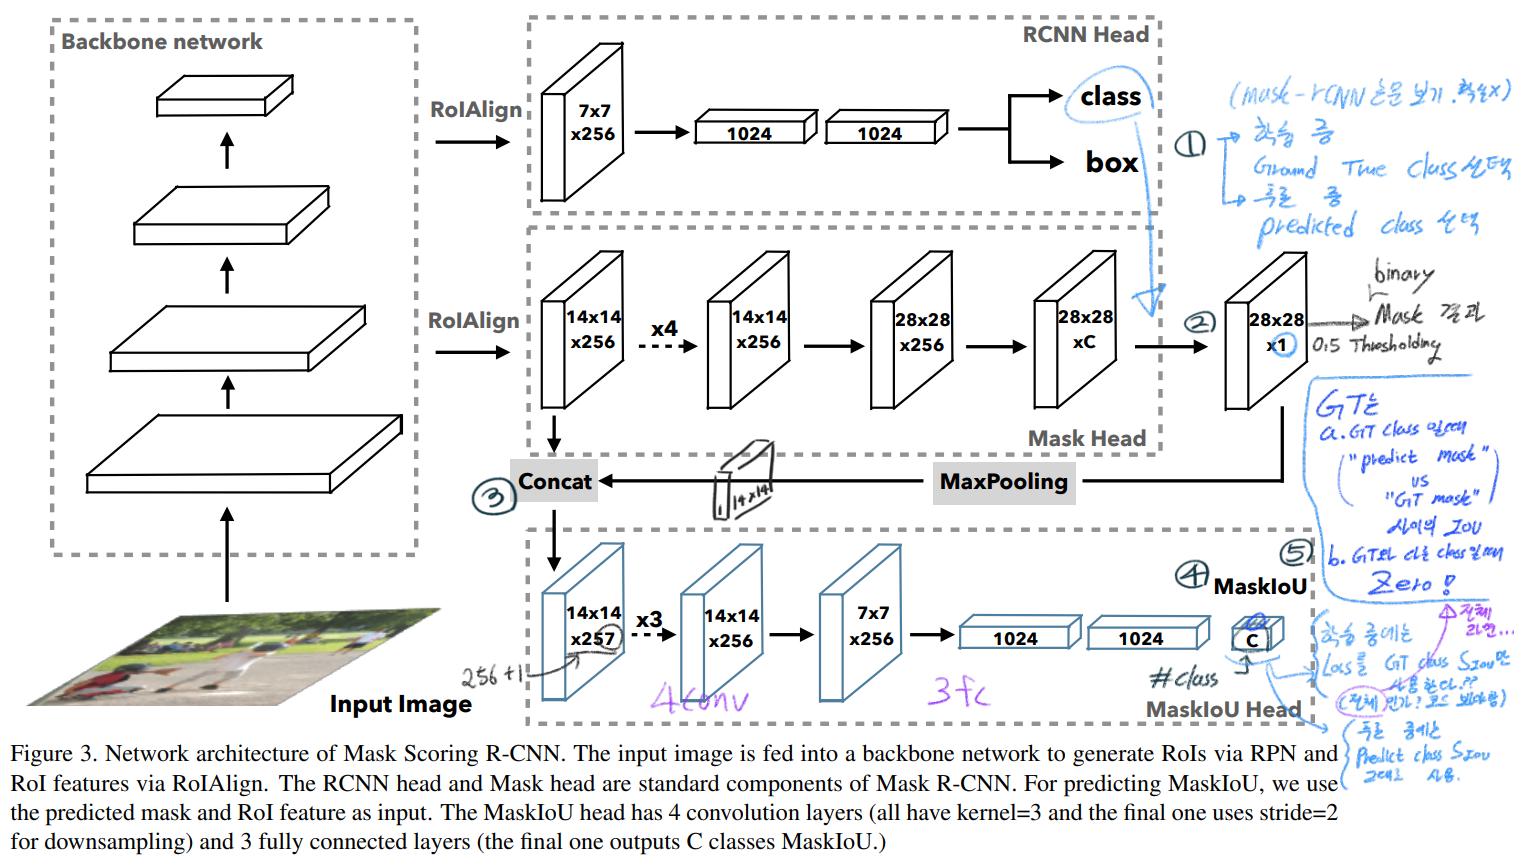 Backbone network
RCNN Head
RoIAlign
7x7
x256
1024
1024
class
box
(mask-rCNN 논문 보기. 확실x)
①
학습 중
Ground True Class 선택
추론 중
predicted class 선택
RoIAlign
14x14
x256
x4
14x14
x256
28x28
x256
28x28
xC
②
28x28
x1
binary
Mask 결과
0.5 Thresholding
Mask Head
③
Concat
1 14x14
MaxPooling
GT는
a. GT class 일때
"predict mask"
vs
"GT mask"
사이의 IOU
b. GT와 다른 class 일때
Zero!
14x14
x257
256+1
x3
14x14
x256
7x7
x256
1024
1024
④
⑤
MaskIoU
C
#class
4conv
3fc
MaskIoU Head
전체
라면...
학습 중에는
Loss를 GT class SIOU만
사용한다.??
(전체인가? 코드 봐야함)
추론 중에는
Predict class SIOU
그대로 사용.
Input Image
Figure 3. Network architecture of Mask Scoring R-CNN. The input image is fed into a backbone network to generate RoIs via RPN and
RoI features via RoIAlign. The RCNN head and Mask head are standard components of Mask R-CNN. For predicting MaskIoU, we use
the predicted mask and RoI feature as input. The MaskIoU head has 4 convolution layers (all have kernel=3 and the final one uses stride=2
for downsampling) and 3 fully connected layers (the final one outputs C classes MaskIoU.)